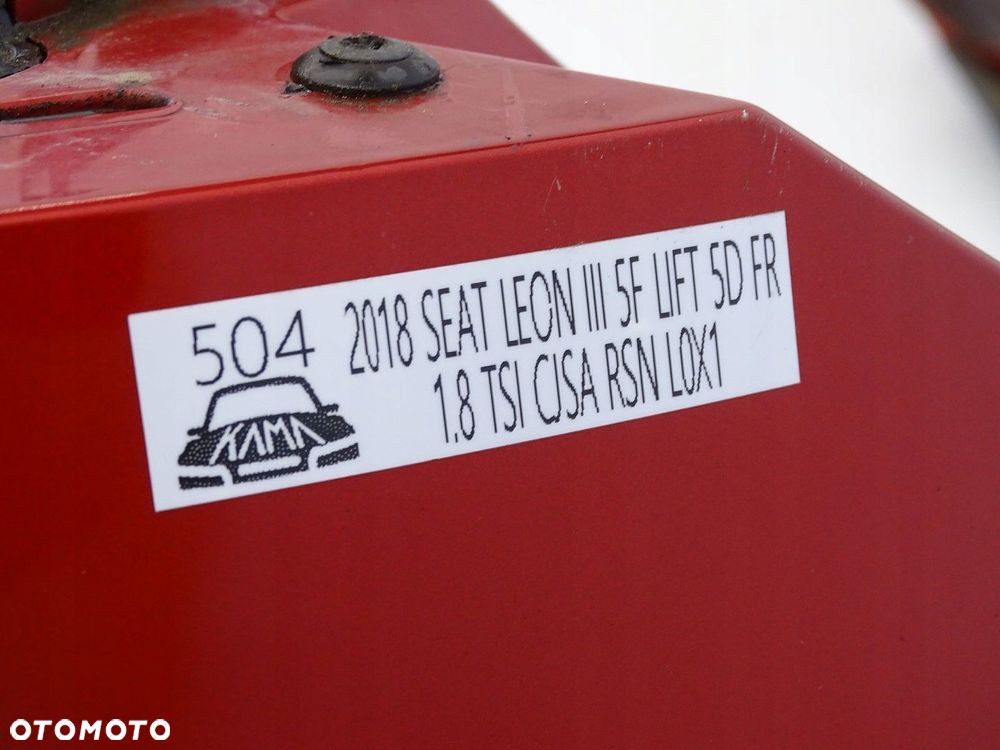 504
2018 SEAT LEON III 5F LIFT 5D FR
1.8 TSI CJSA RSN L0X1
KAMA
OTOMOTO